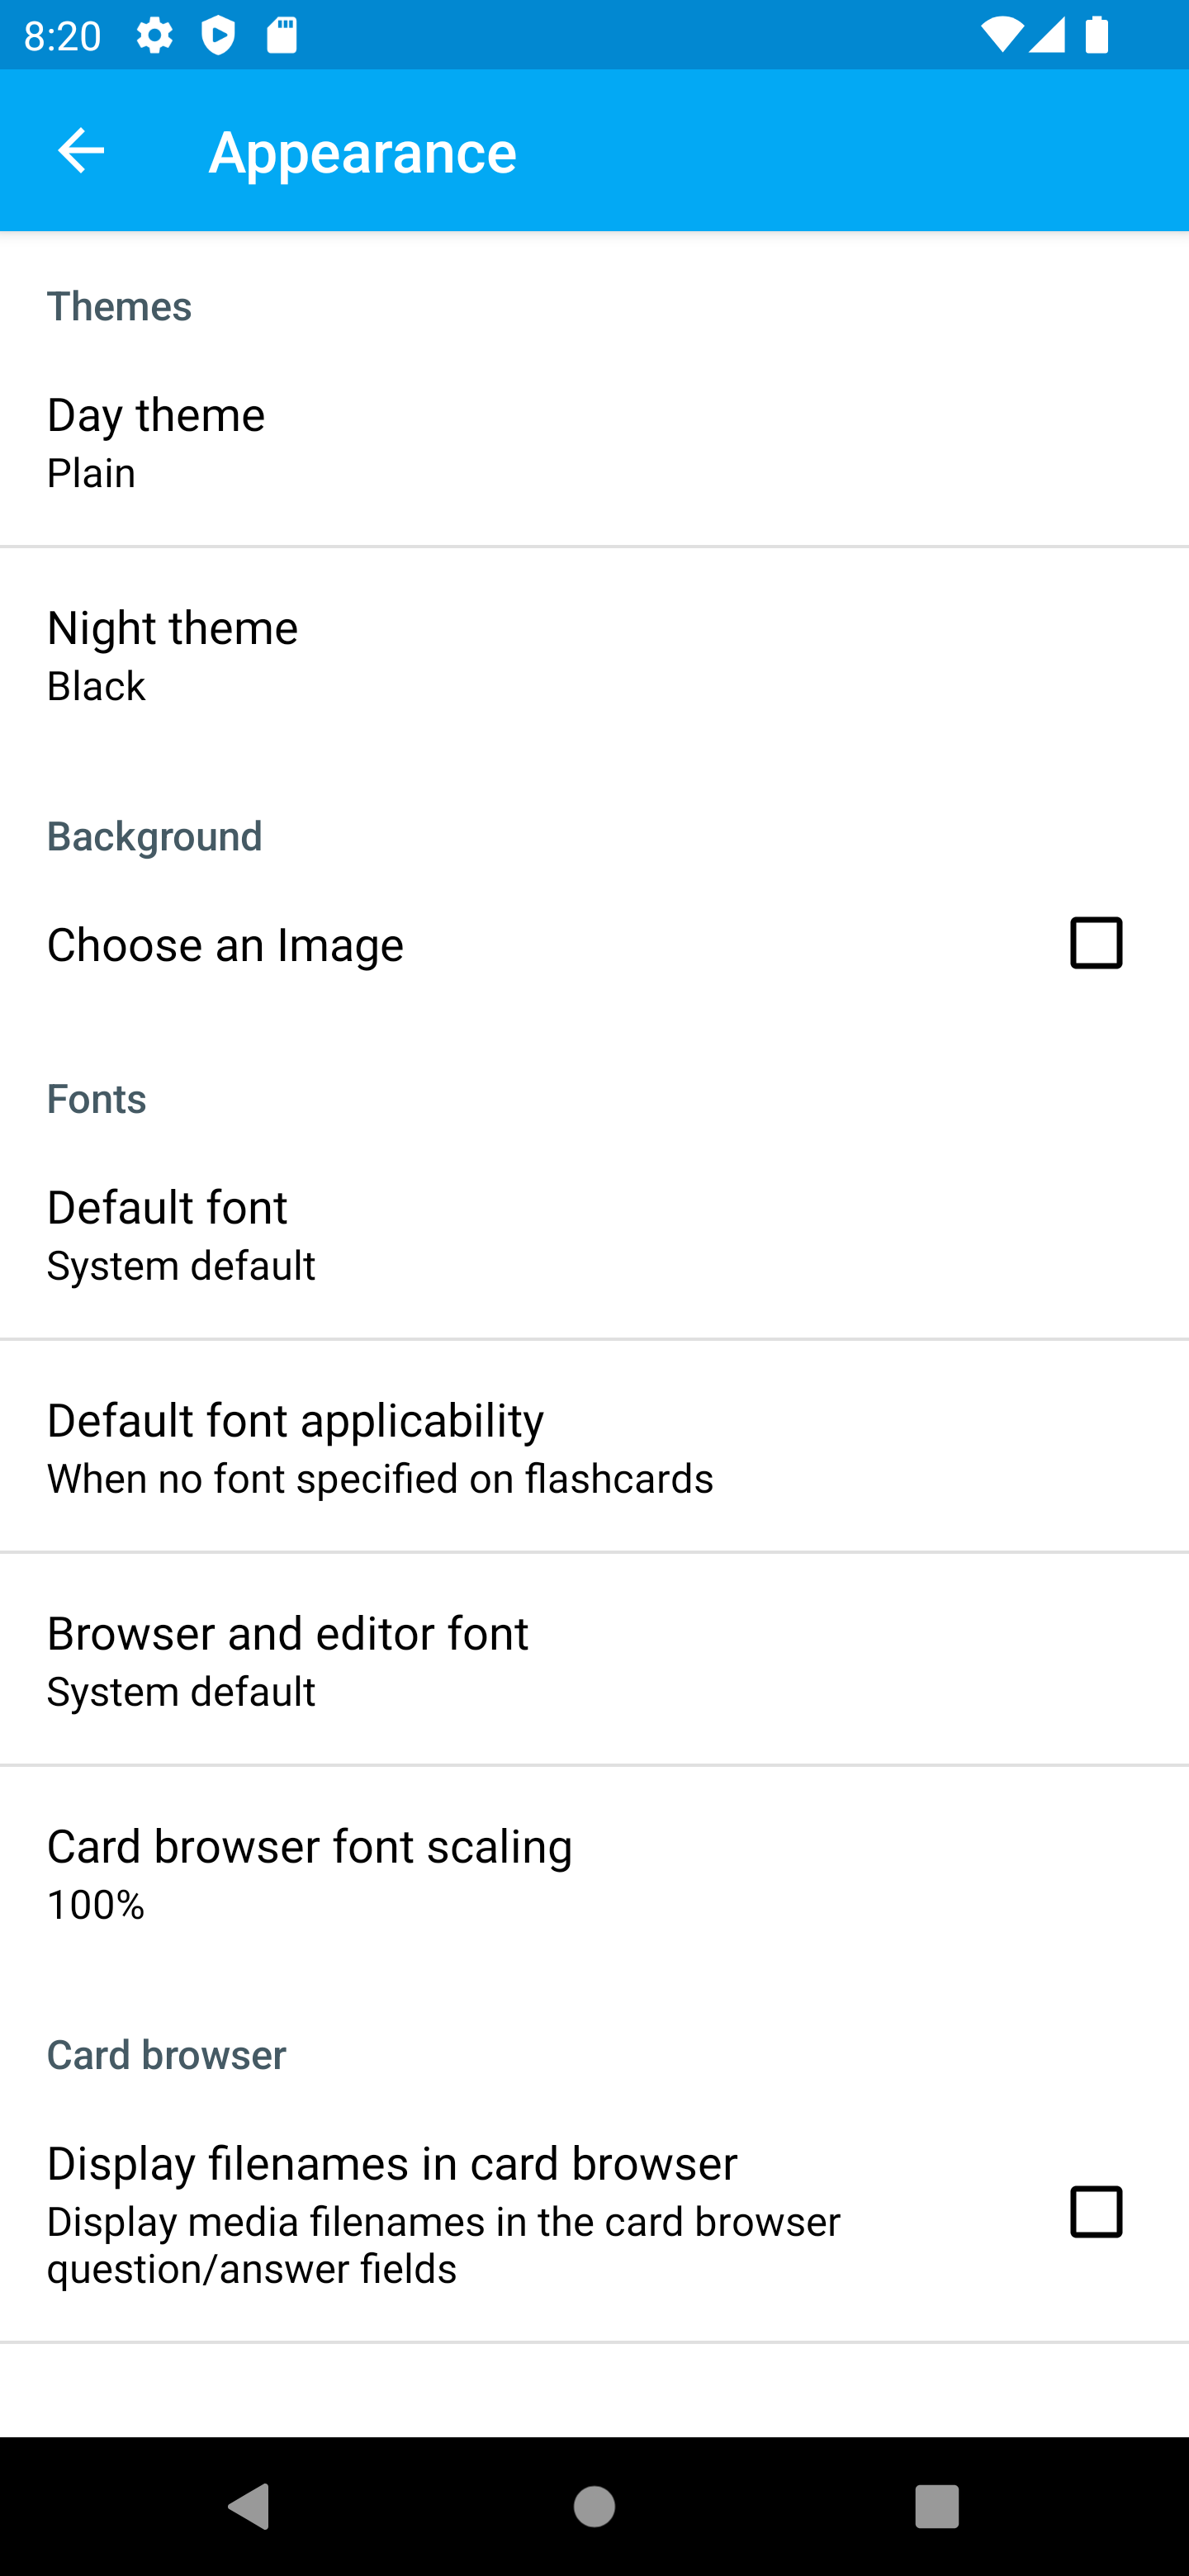 8:20
Appearance
Themes
Day theme
Plain
Night theme
Black
Background
Choose an Image
Fonts
Default font
System default
Default font applicability
When no font specified on flashcards
Browser and editor font
System default
Card browser font scaling
100%
Card browser
Display filenames in card browser
Display media filenames in the card browser
question/answer fields